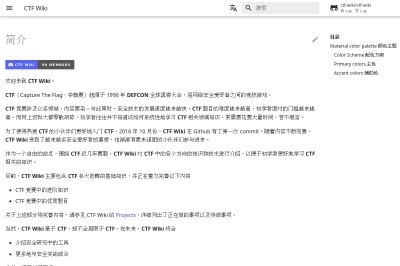 CTF Wiki
搜索
ctf-wiki/ctf-wiki
简介
目录
Material color palette 颜色主题
Color Scheme 配色方案
Primary colors 主色
Accent colors 辅助色
CTF Wiki
欢迎来到 CTF Wiki。
CTF（Capture The Flag，夺旗赛）起源于 1996 年 DEFCON 全球黑客大会，是网络安全爱好者之间的竞技游戏。
CTF 竞赛涉及众多领域，内容繁杂。与此同时，安全技术的发展速度越来越快，CTF 题目的难度越来越高，初学者面对的门槛越来越
高。而网上资料大都零散琐碎，初学者往往并不知道该如何系统性地学习 CTF 相关领域知识，常需要花费大量时间，苦不堪言。
为了使得热爱 CTF 的小伙伴们更好地入门 CTF，2016 年 10 月份，CTF Wiki 在 Github 有了第一次 commit。随着内容不断完善，
CTF Wiki 受到了越来越多安全爱好者的喜爱，也渐渐有素未谋面的小伙伴们参与进来。
作为一个自由的站点，围绕 CTF 近几年赛题，CTF Wiki 对 CTF 中的各个方向的知识和技术进行介绍，以便于初学者更好地学习 CTF
相关的知识。
目前，CTF Wiki 主要包含 CTF 各大范畴的基础知识，并正在着力完善以下内容
CTF 竞赛中的进阶知识
CTF 竞赛中的优质题目
关于上述部分待完善内容，请参见 CTF Wiki 的 Projects，详细列出了正在做的事项以及待做事项。
当然，CTF Wiki 基于 CTF，却不会局限于 CTF，在未来，CTF Wiki 将会
介绍安全研究中的工具
更多地与安全实战结合